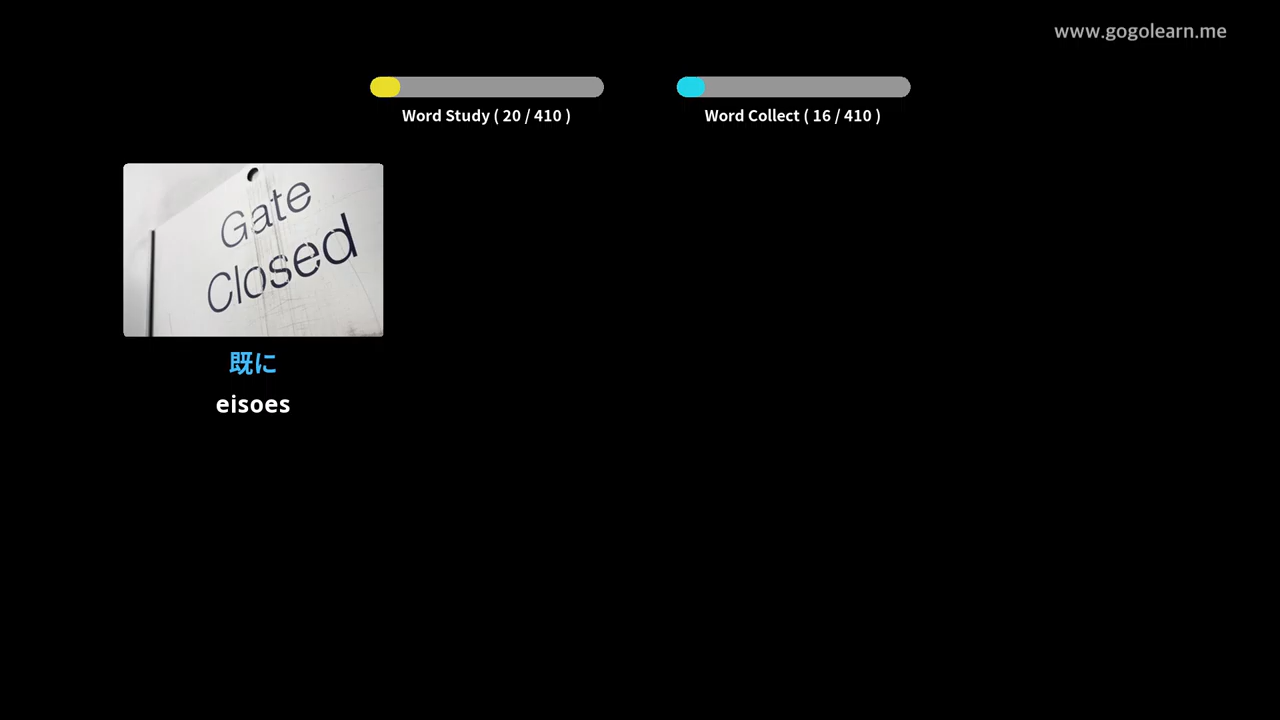 www.gogolearn.me
Word Study ( 20 / 410 )
Word Collect ( 16 / 410 )
Gate
Closed
既に
eisoes